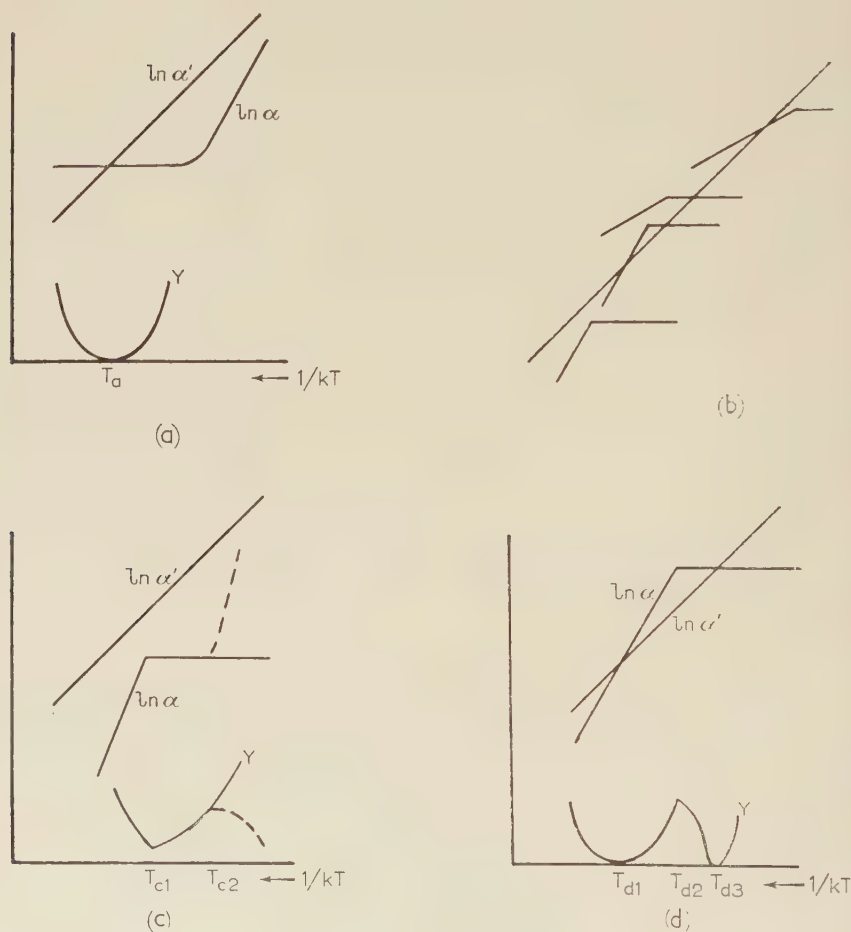 ln α'
ln α
Y
T_a
1/kT
(a)
(b)
ln α'
ln α
Y
T_c1
T_c2
1/kT
(c)
ln α
ln α'
Y
T_d1
T_d2
T_d3
1/kT
(d)